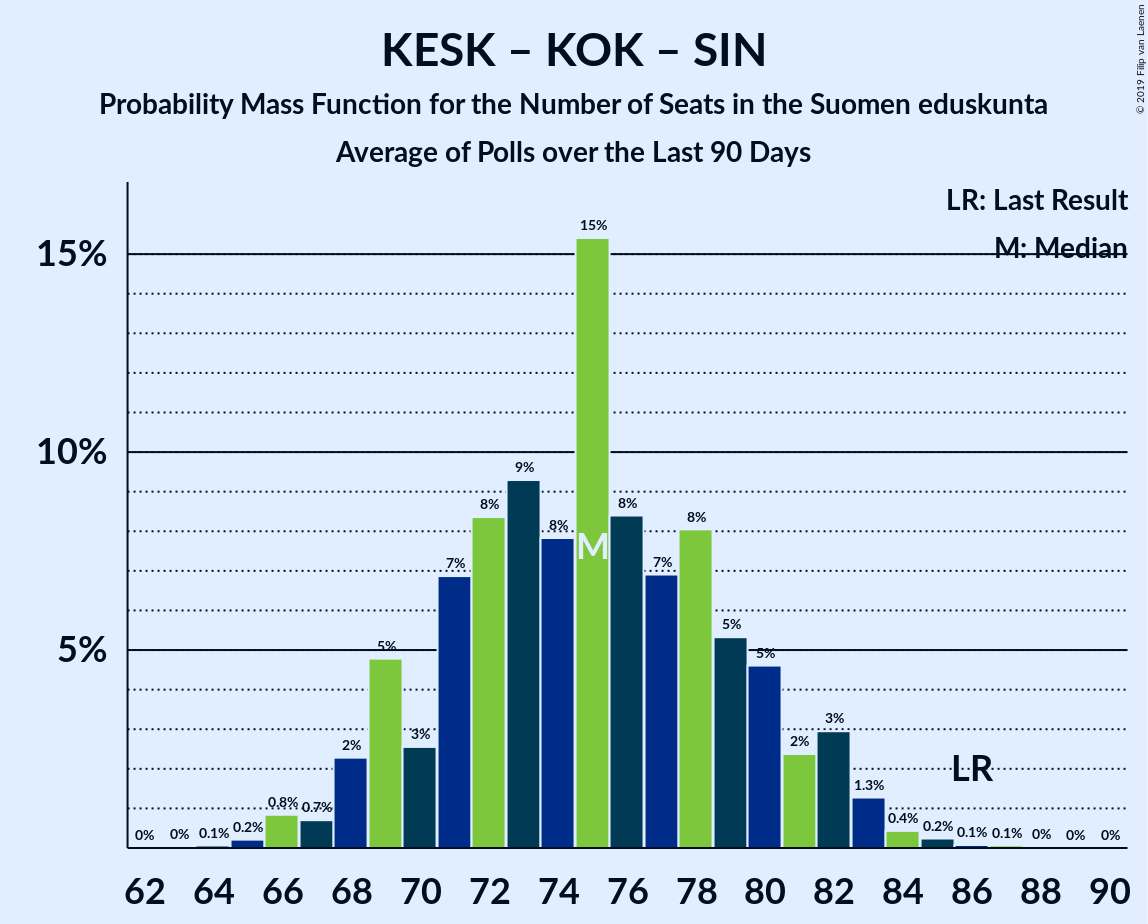 KESK – KOK – SIN
Probability Mass Function for the Number of Seats in the Suomen eduskunta
Average of Polls over the Last 90 Days
© 2019 Filip van Laenen
LR: Last Result
M: Median
15%
10%
5%
0% 0% 0.1% 0.2% 0.8% 0.7% 2% 5% 3% 7% 8% 9% 8% 15% 8% 7% 8% 5% 5% 2% 3% 1.3% 0.4% 0.2% 0.1% 0.1% 0% 0% 0%
M
LR
62 64 66 68 70 72 74 76 78 80 82 84 86 88 90